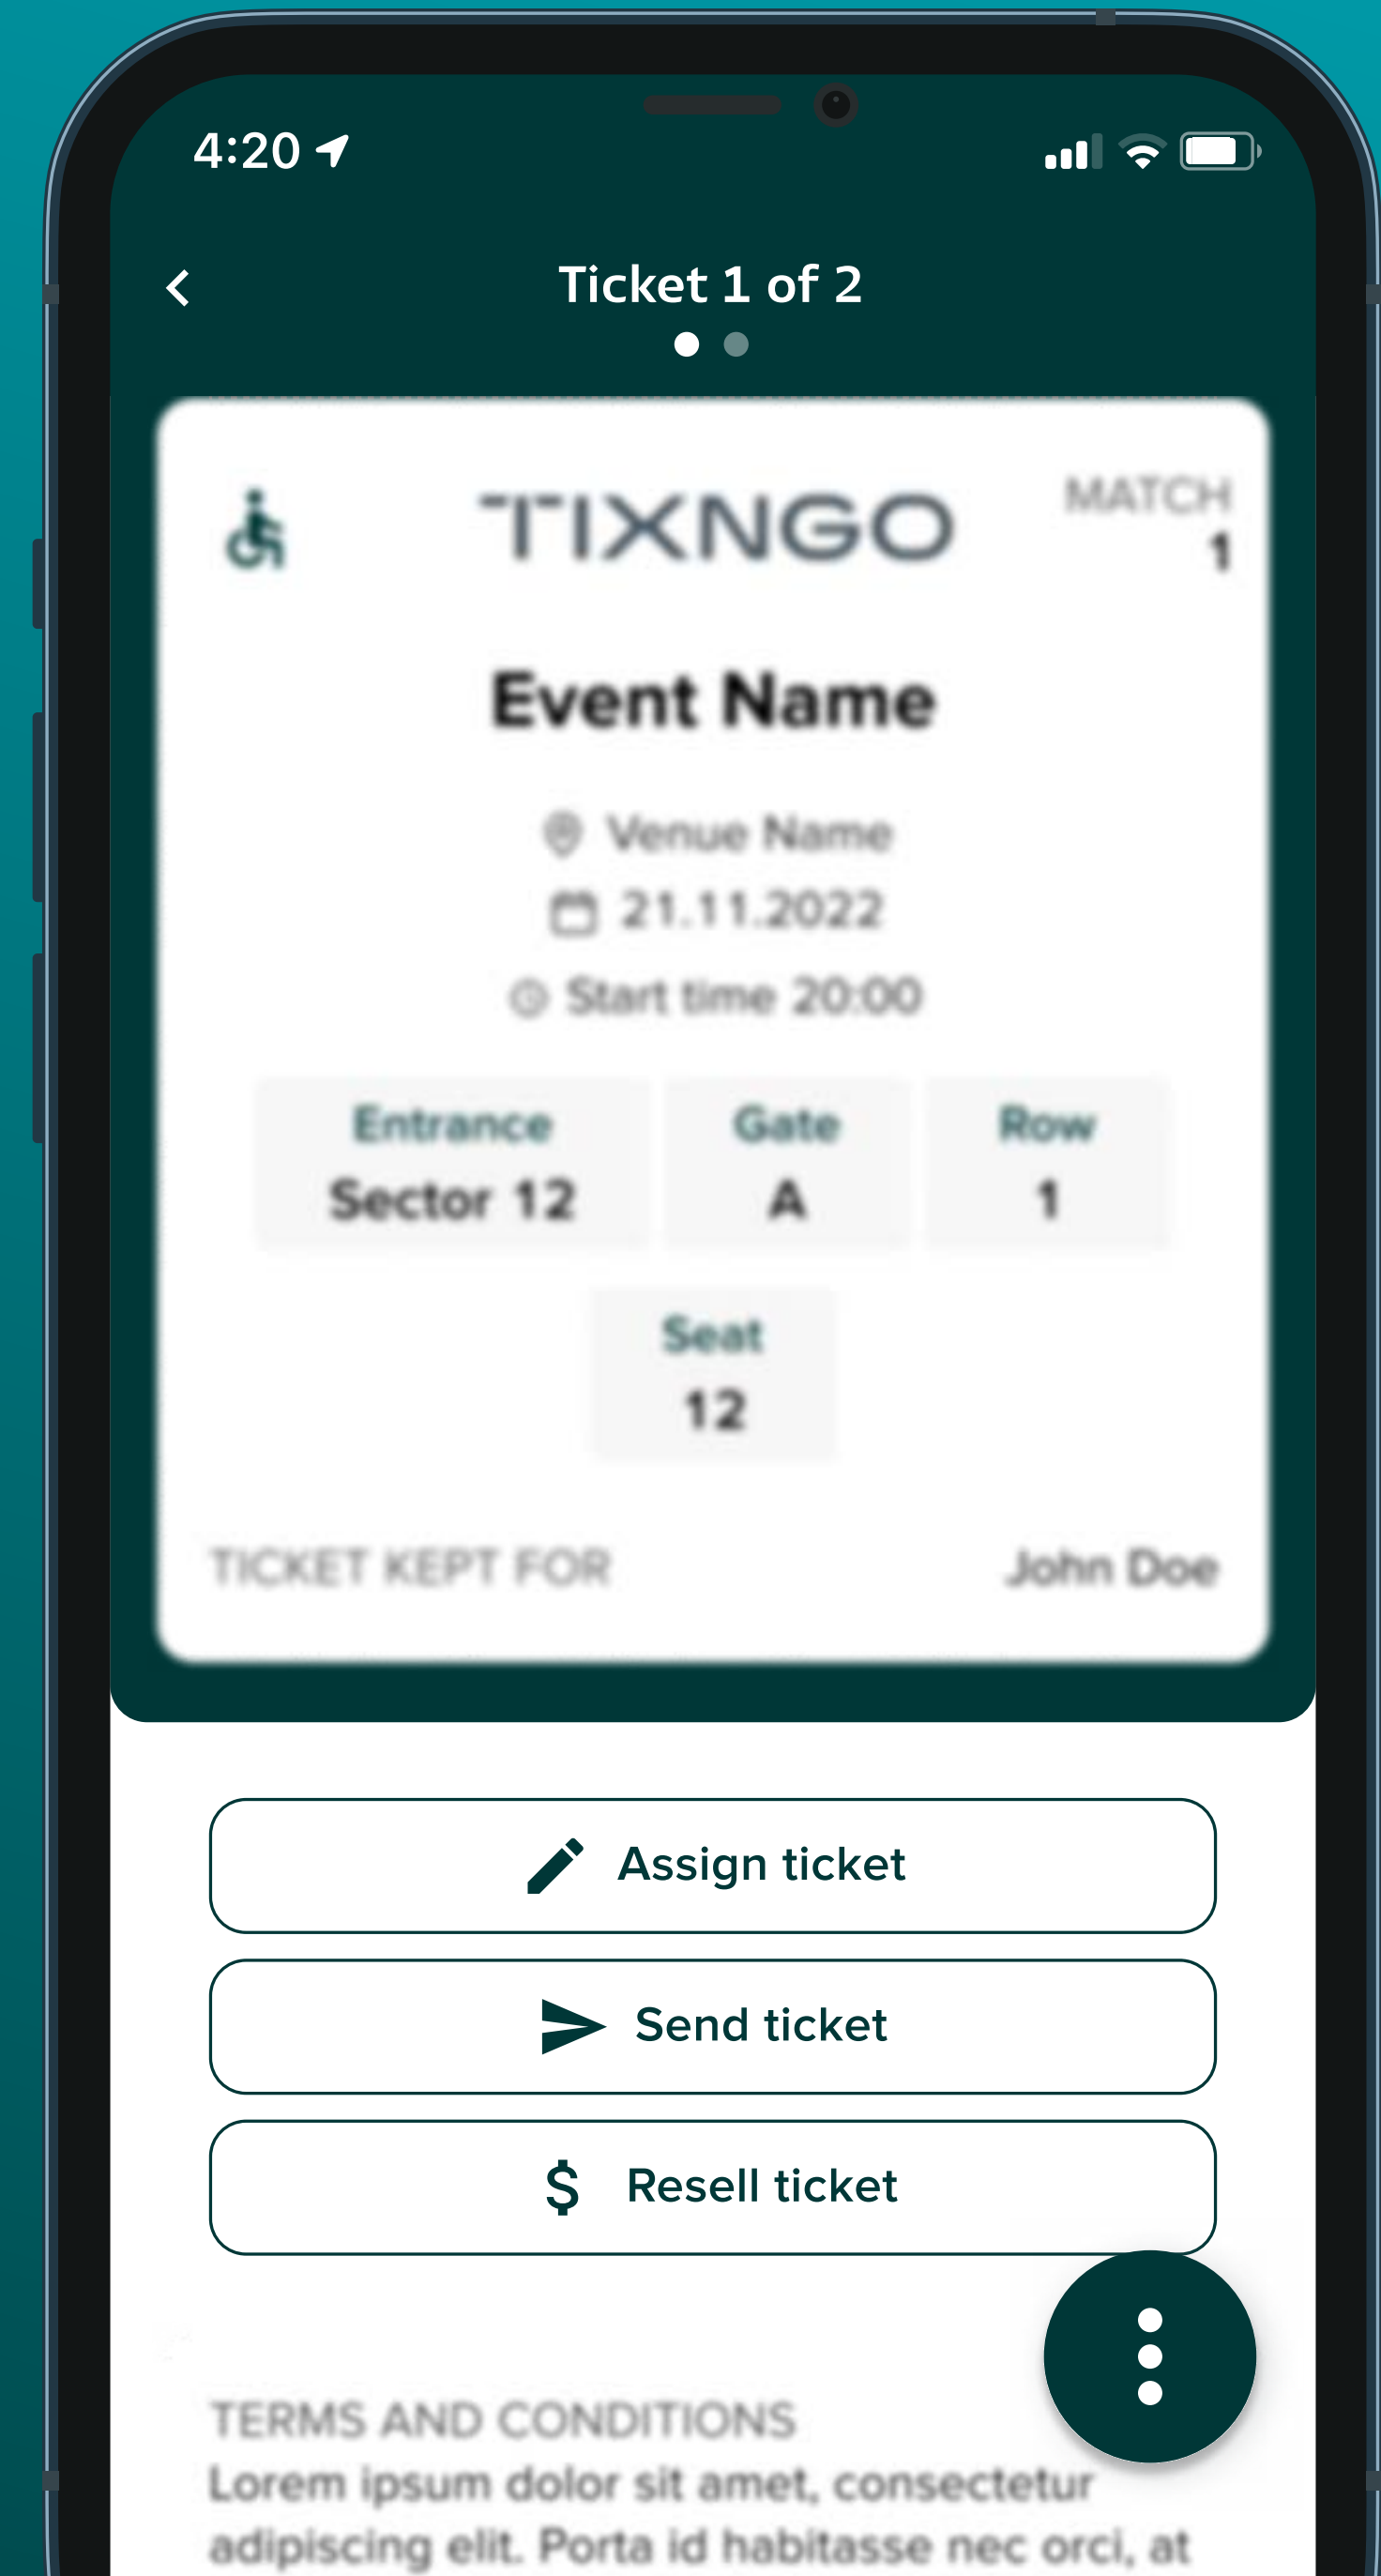 4:20
Ticket 1 of 2
TIXNGO
MATCH
1
Event Name
Venue Name
21.11.2022
Start time 20:00
Entrance
Gate
Row
Sector 12
A
1
Seat
12
TICKET KEPT FOR
John Doe
Assign ticket
Send ticket
$ Resell ticket
TERMS AND CONDITIONS
Lorem ipsum dolor sit amet, consectetur
adipiscing elit. Porta id habitasse nec orci, at